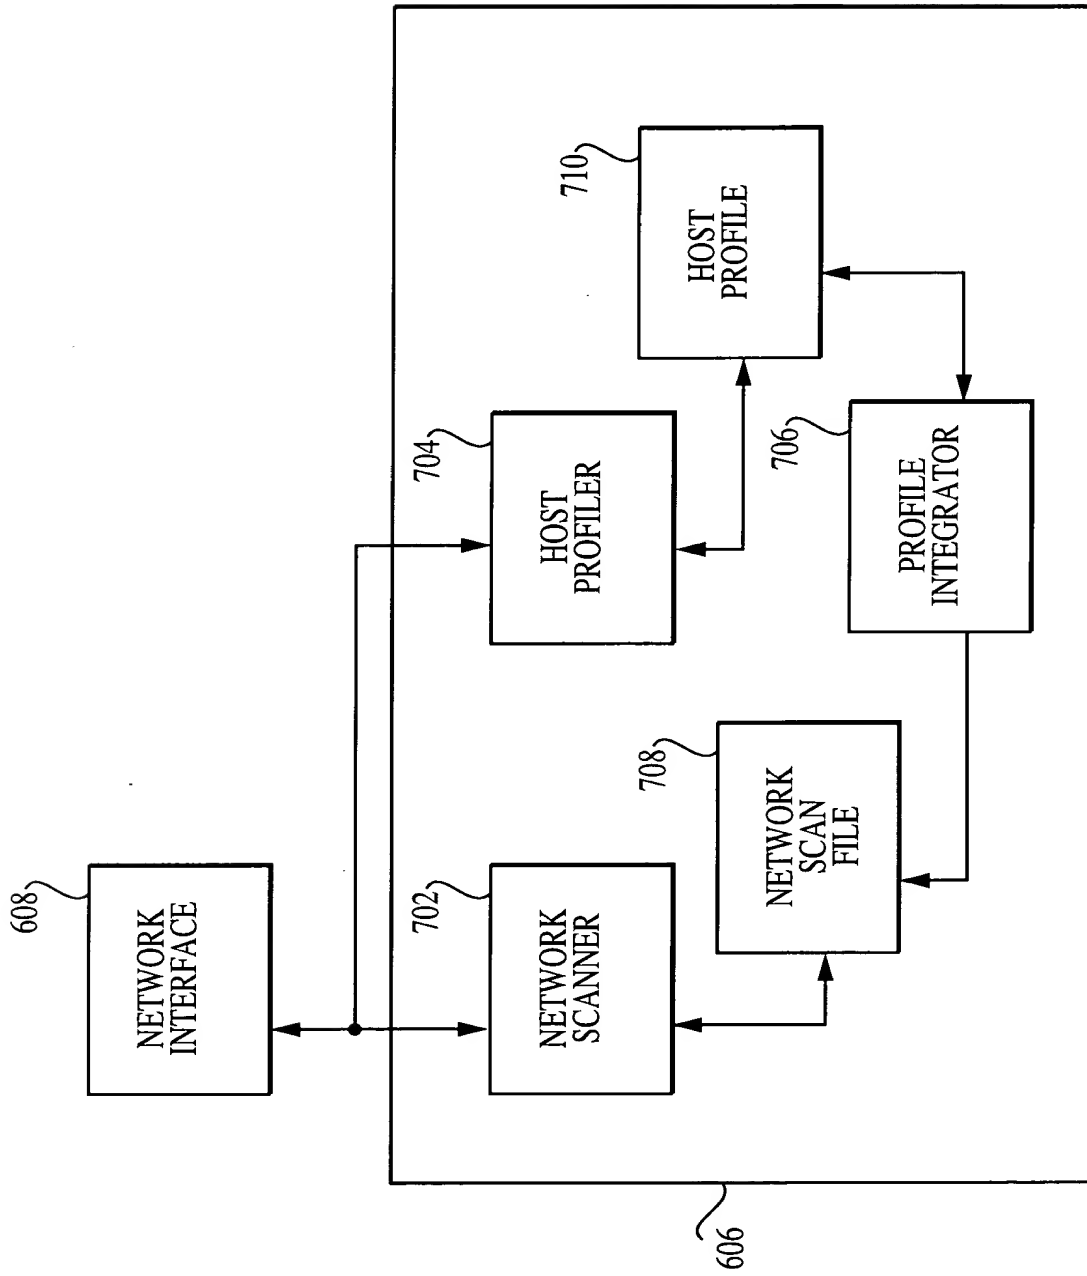 608
NETWORK
INTERFACE
702
NETWORK
SCANNER
704
HOST
PROFILER
708
NETWORK
SCAN
FILE
710
HOST
PROFILE
706
PROFILE
INTEGRATOR
606